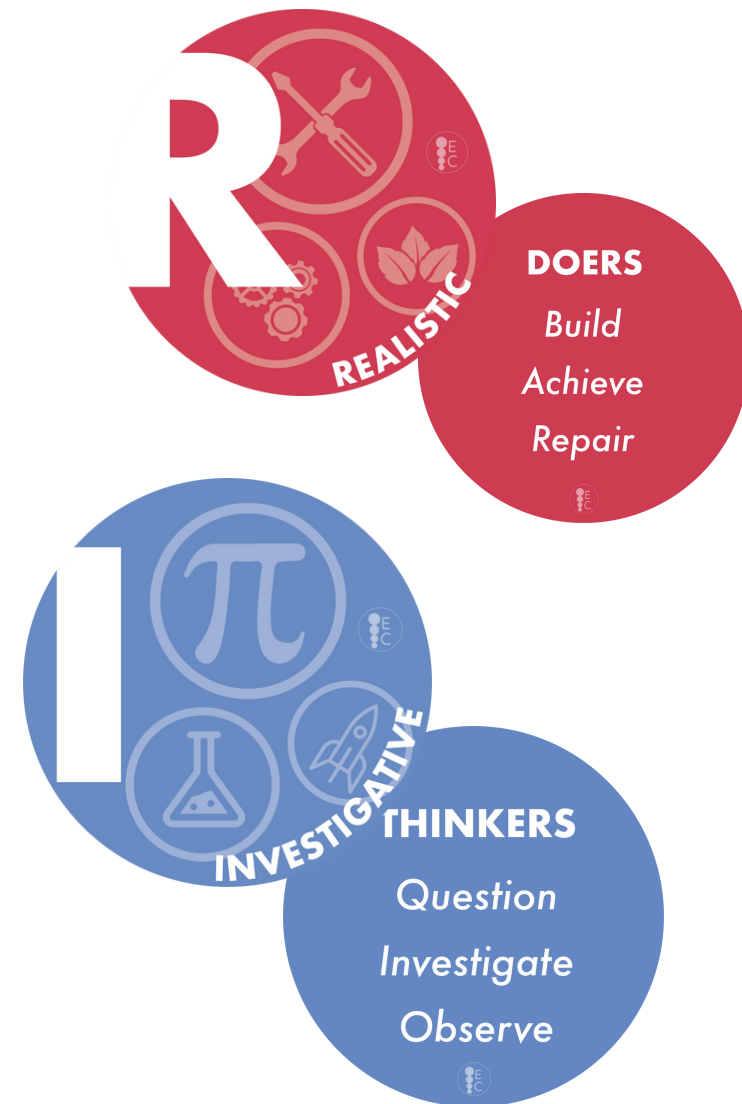 R
E
C
REALISTIC
DOERS
Build
Achieve
Repair
E
C
I
π
E
C
INVESTIGATIVE
THINKERS
Question
Investigate
Observe
E
C